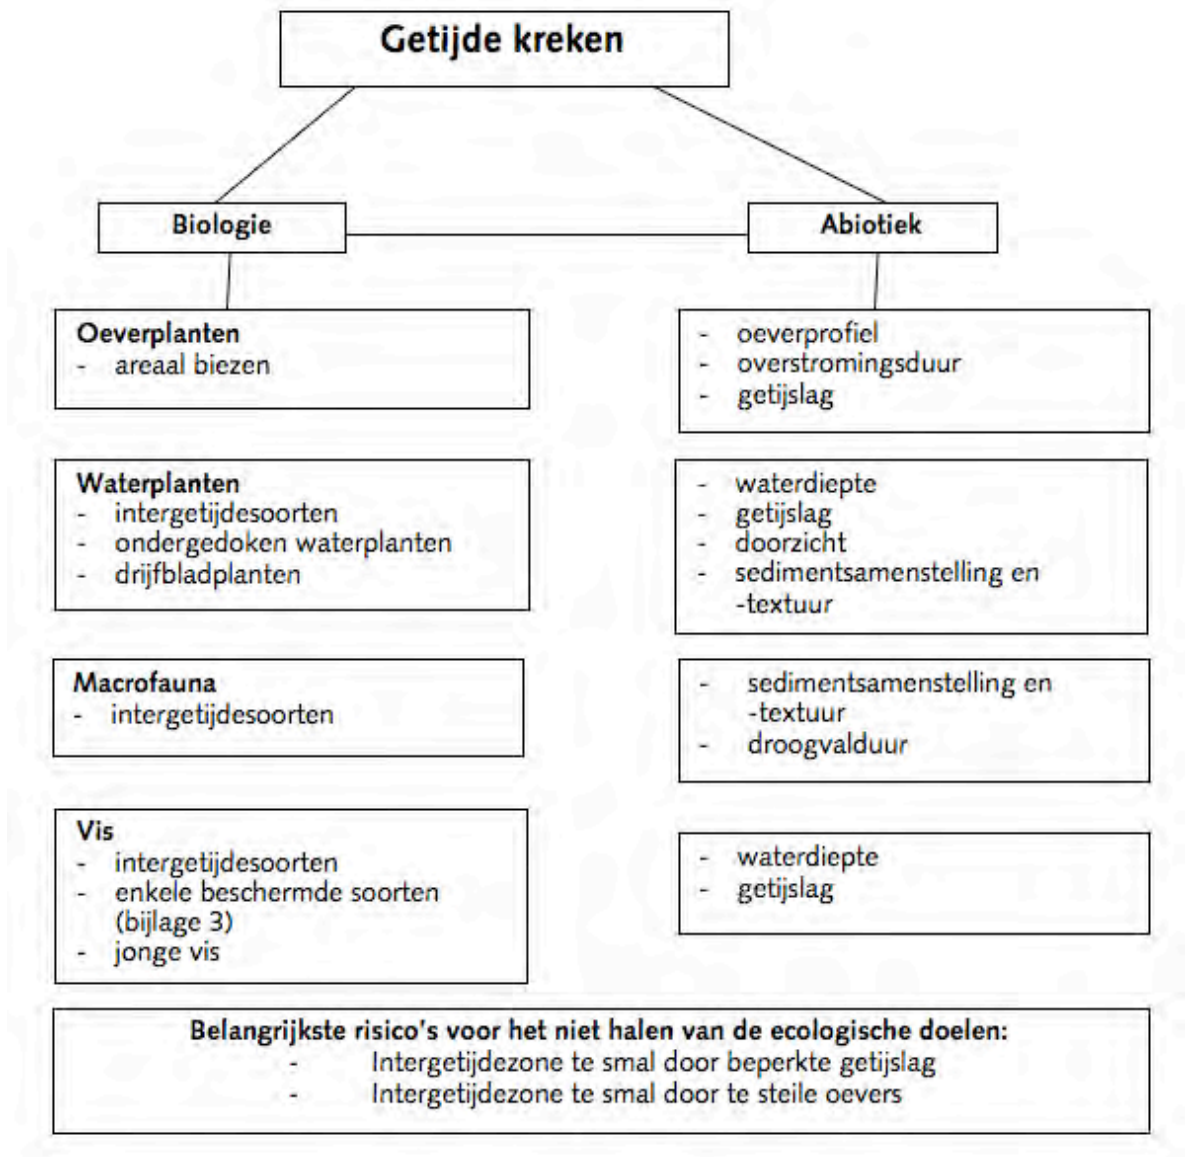 Getijde kreken
Biologie
Abiotiek
Oeverplanten
- areaal biezen
- oeverprofiel
- overstromingsduur
- getijslag
Waterplanten
- intergetijdesoorten
- ondergedoken waterplanten
- drijfbladplanten
- waterdiepte
- getijslag
- doorzicht
- sedimentsamenstelling en
-textuur
Macrofauna
- intergetijdesoorten
- sedimentsamenstelling en
-textuur
- droogvalduur
Vis
- intergetijdesoorten
- enkele beschermde soorten
(bijlage 3)
- jonge vis
- waterdiepte
- getijslag
Belangrijkste risico's voor het niet halen van de ecologische doelen:
- Intergetijdezone te smal door beperkte getijslag
- Intergetijdezone te smal door te steile oevers